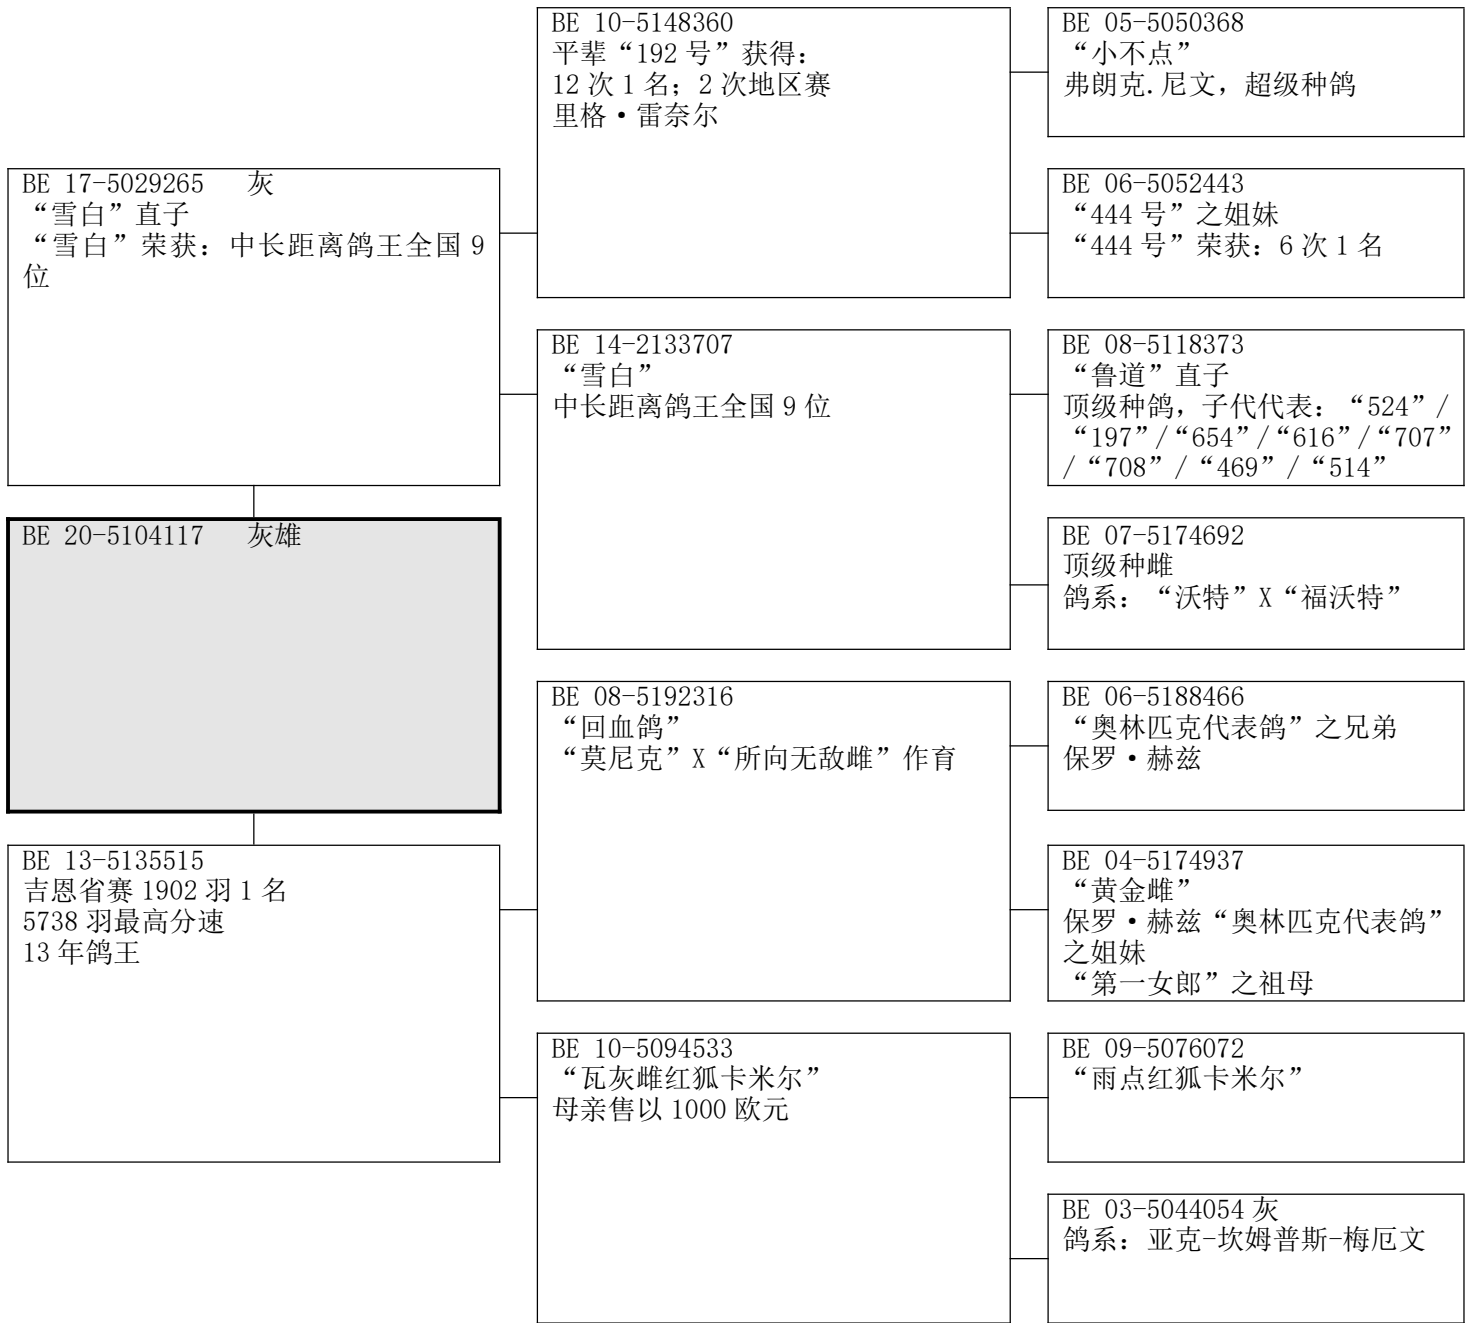 BE 17-5029265 灰
“雪白”直子
“雪白”荣获：中长距离鸽王全国 9
位
BE 20-5104117 灰雄
BE 13-5135515
吉恩省赛 1902 羽 1 名
5738 羽最高分速
13 年鸽王
BE 10-5148360
平辈“192 号”获得：
12 次 1 名；2 次地区赛
里格·雷奈尔
BE 14-2133707
“雪白”
中长距离鸽王全国 9 位
BE 08-5192316
“回血鸽”
“莫尼克”X“所向无敌雌”作育
BE 10-5094533
“瓦灰雌红狐卡米尔”
母亲售以 1000 欧元
BE 05-5050368
“小不点”
弗朗克.尼文，超级种鸽
BE 06-5052443
“444 号”之姐妹
“444 号”荣获：6 次 1 名
BE 08-5118373
“鲁道”直子
顶级种鸽，子代代表：“524”/
“197”/“654”/“616”/“707”
/“708”/“469”/“514”
BE 07-5174692
顶级种雌
鸽系：“沃特”X“福沃特”
BE 06-5188466
“奥林匹克代表鸽”之兄弟
保罗·赫兹
BE 04-5174937
“黄金雌”
保罗·赫兹“奥林匹克代表鸽”
之姐妹
“第一女郎”之祖母
BE 09-5076072
“雨点红狐卡米尔”
BE 03-5044054 灰
鸽系：亚克-坎姆普斯-梅厄文